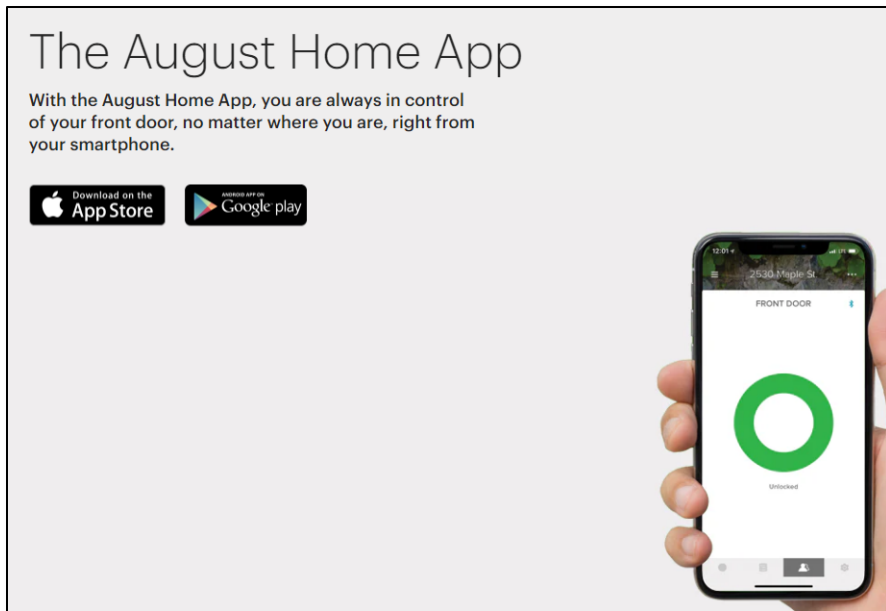 The August Home App
With the August Home App, you are always in control
of your front door, no matter where you are, right from
your smartphone.
Download on the
App Store
ANDROID APP ON
Google play
12:01
LTE
2530 Maple St.
FRONT DOOR
Unlocked